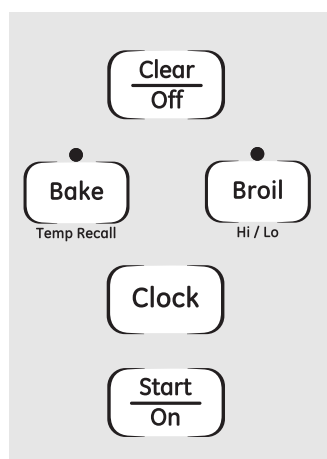 Clear
Off
Bake
Broil
Temp Recall
Hi / Lo
Clock
Start
On